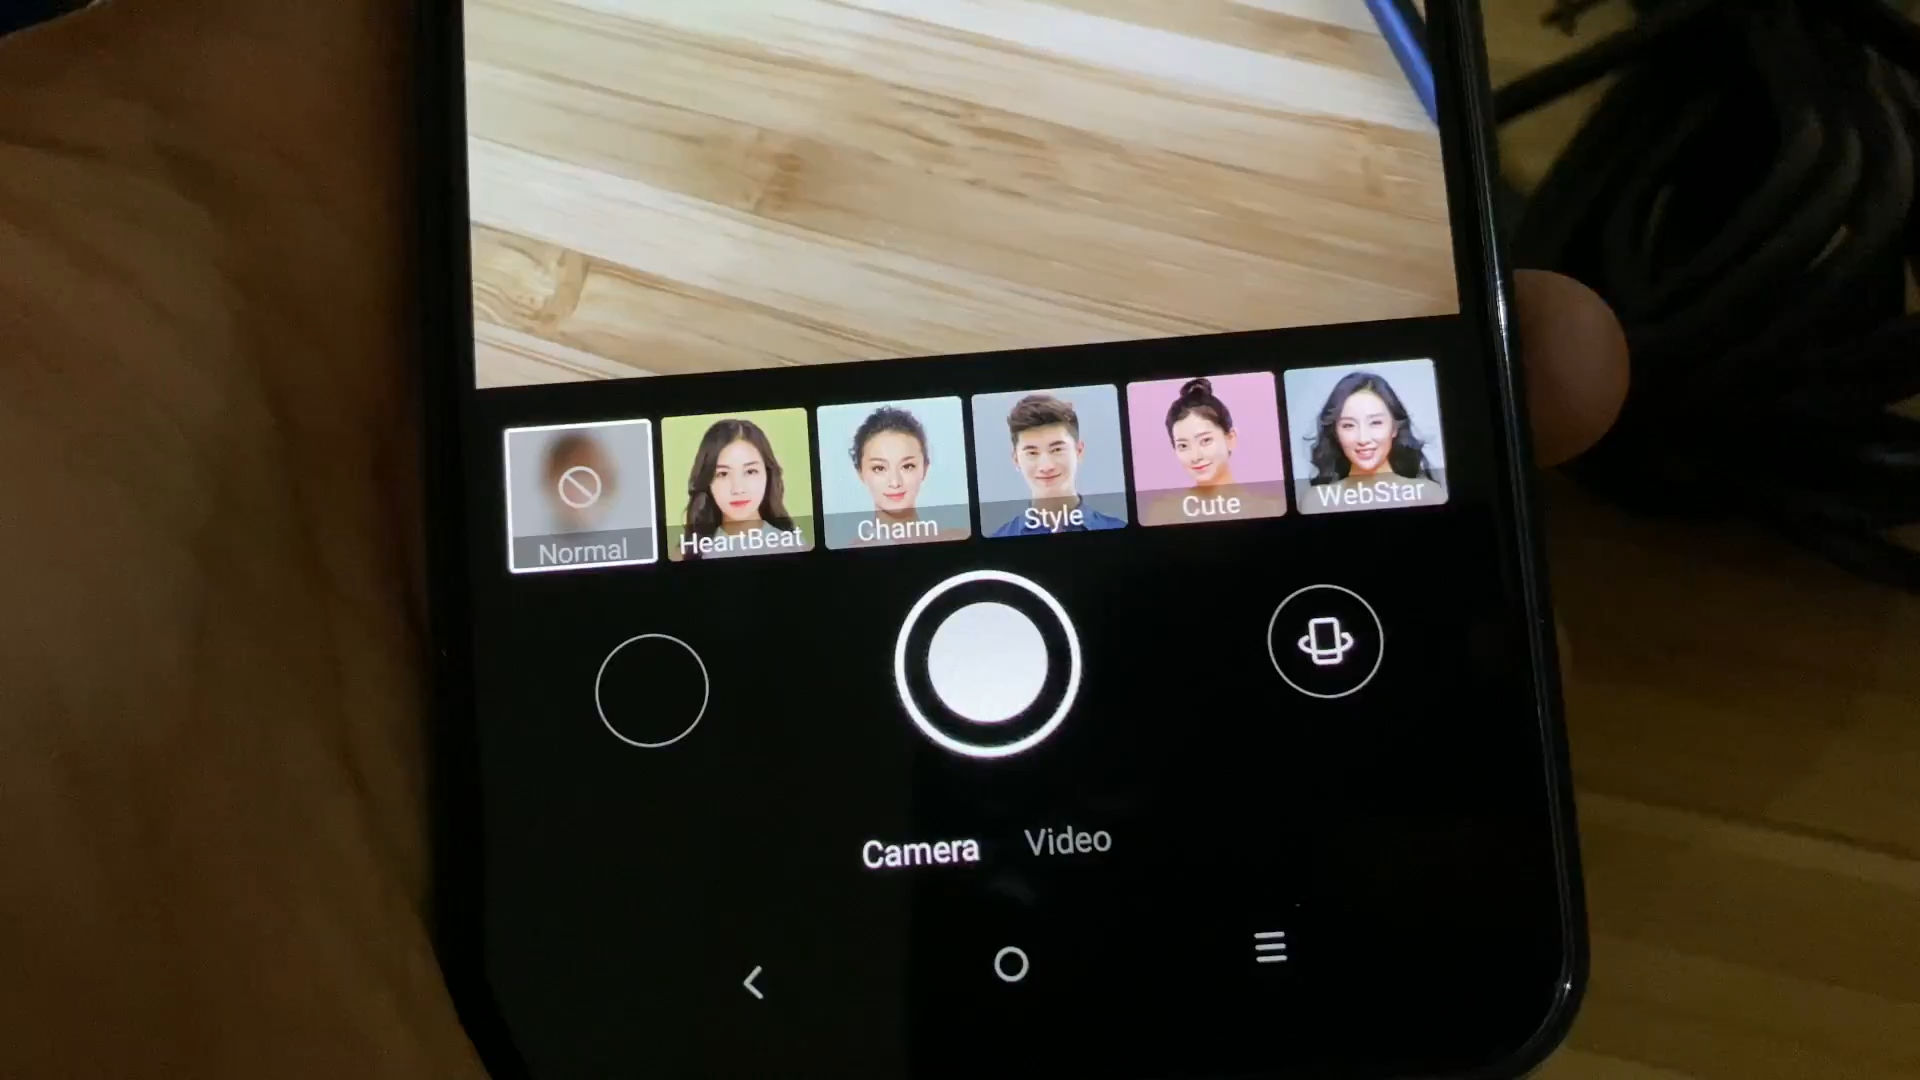 Normal
HeartBeat
Charm
Style
Cute
WebStar
Camera
Video